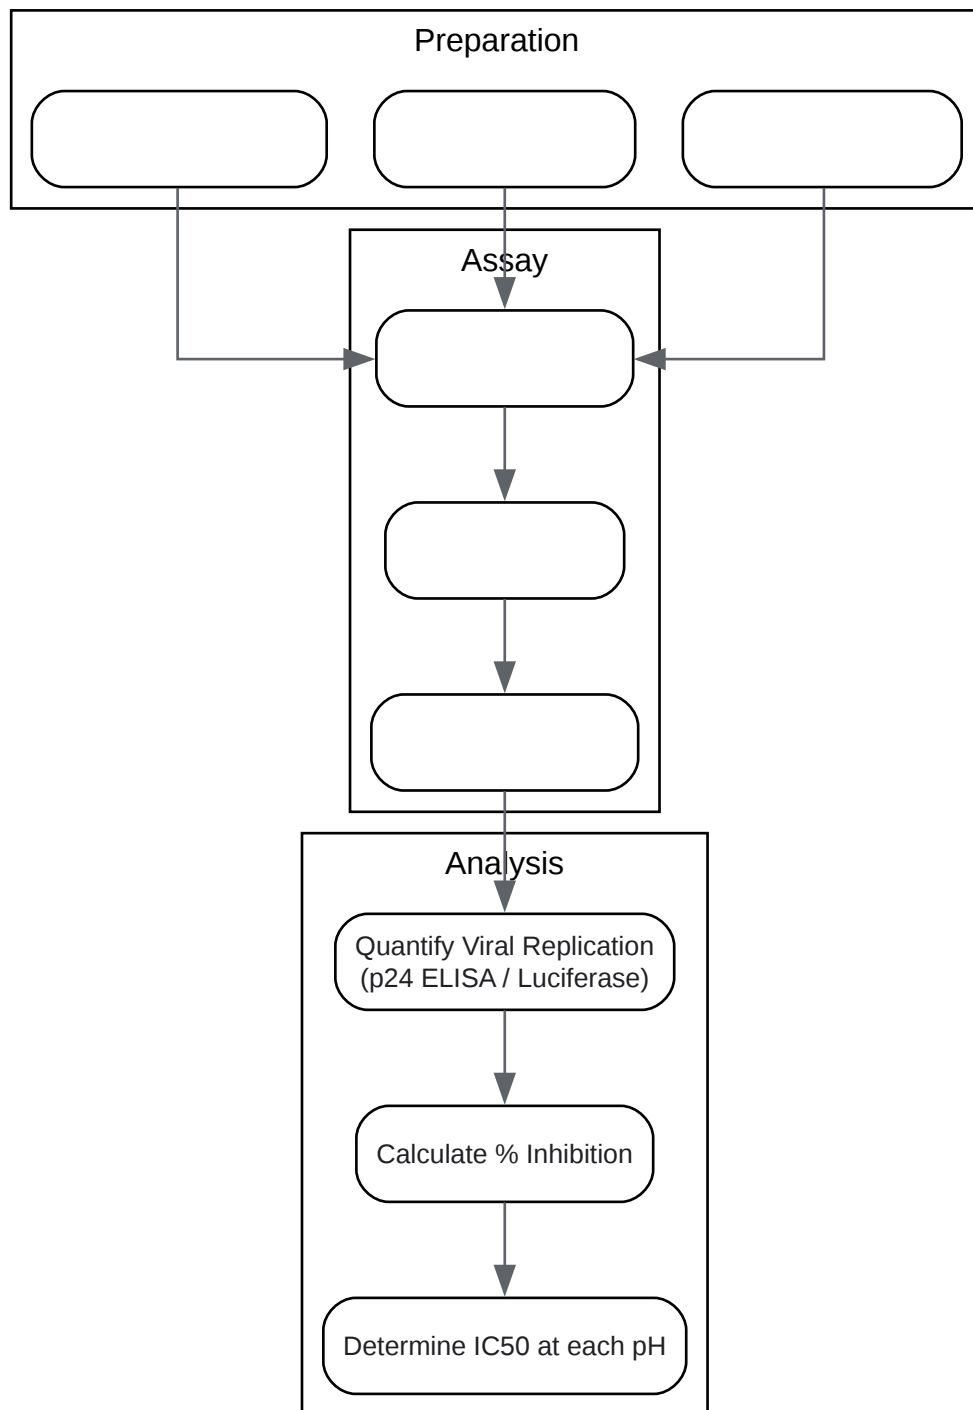 Preparation
Assay
Analysis
Quantify Viral Replication
(p24 ELISA / Luciferase)
Calculate % Inhibition
Determine IC50 at each pH